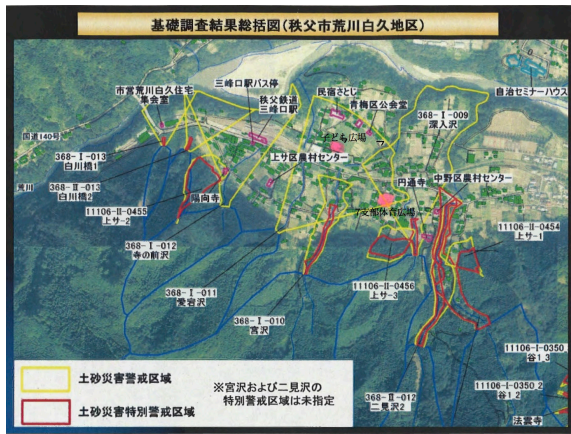 基礎調査結果総括図(秩父市荒川白久地区)
市営荒川白久住宅
集会室
三峰口駅バス停
秩父鉄道
三峰口駅
民宿さとじ
青梅区公会堂
自治セミナーハウス
国道140号
子ども広場
368-Ⅰ-009
深入沢
368-Ⅰ-013
白川橋1
荒川
368-Ⅱ-013
白川橋2
上サ区農村センター
円通寺
中野区農村センター
11106-Ⅱ-0455
上サ-2
陽向寺
支部体育広場
11106-Ⅱ-0454
上サ-1
368-Ⅰ-012
寺の前沢
368-Ⅰ-011
愛宕沢
11106-Ⅱ-0456
上サ-3
368-Ⅰ-010
宮沢
11106-Ⅰ-0350_
谷1_3
土砂災害警戒区域
※宮沢および二見沢の
特別警戒区域は未指定
土砂災害特別警戒区域
11106-Ⅰ-0350_2
谷1_2
368-Ⅱ-012
二見沢2
法雲寺